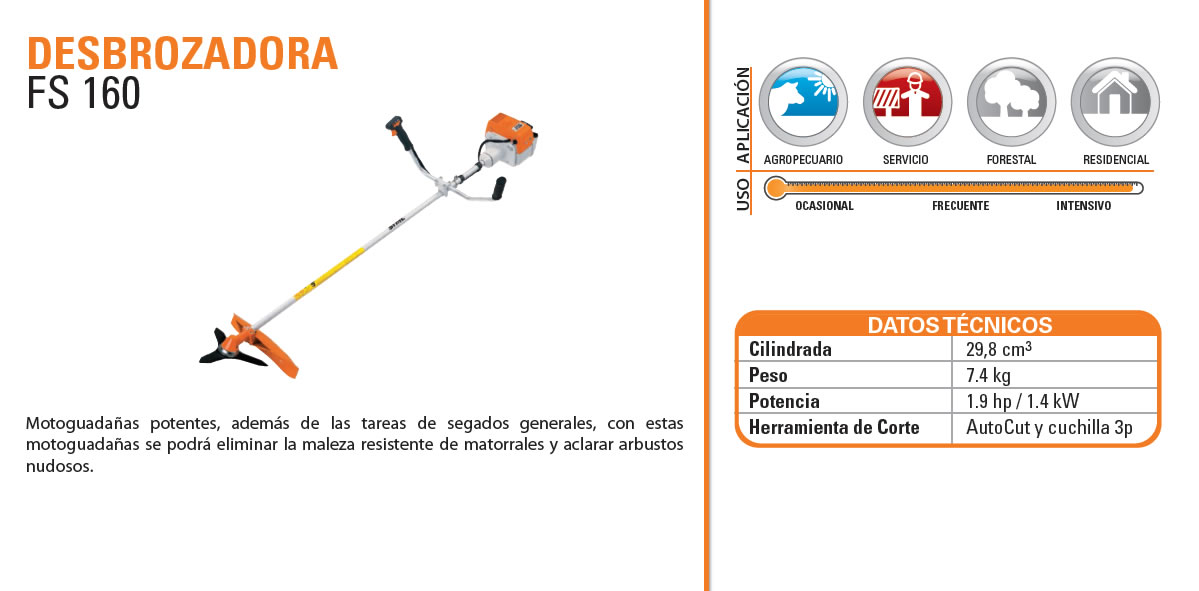 DESBROZADORA
FS 160
Motoguadañas potentes, además de las tareas de segados generales, con estas
motoguadañas se podrá eliminar la maleza resistente de matorrales y aclarar arbustos
nudosos.
APLICACIÓN
AGROPECUARIO SERVICIO FORESTAL RESIDENCIAL
USO
OCASIONAL FRECUENTE INTENSIVO
DATOS TÉCNICOS
Cilindrada 29,8 cm³
Peso 7.4 kg
Potencia 1.9 hp / 1.4 kW
Herramienta de Corte AutoCut y cuchilla 3p